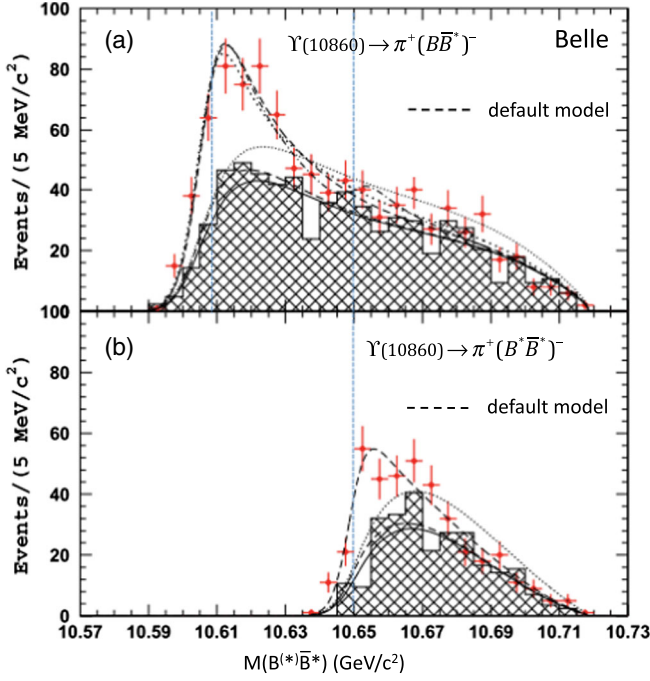 100
(a)
ϒ(10860)→π⁺(BB̅*)⁻
Belle
80
default model
60
40
20
Events/(5 MeV/c²)
100
(b)
ϒ(10860)→π⁺(B*B̅*)⁻
80
default model
60
40
20
0
Events/(5 MeV/c²)
10.57 10.59 10.61 10.63 10.65 10.67 10.69 10.71 10.73
M(B⁽*⁾B̅*) (GeV/c²)